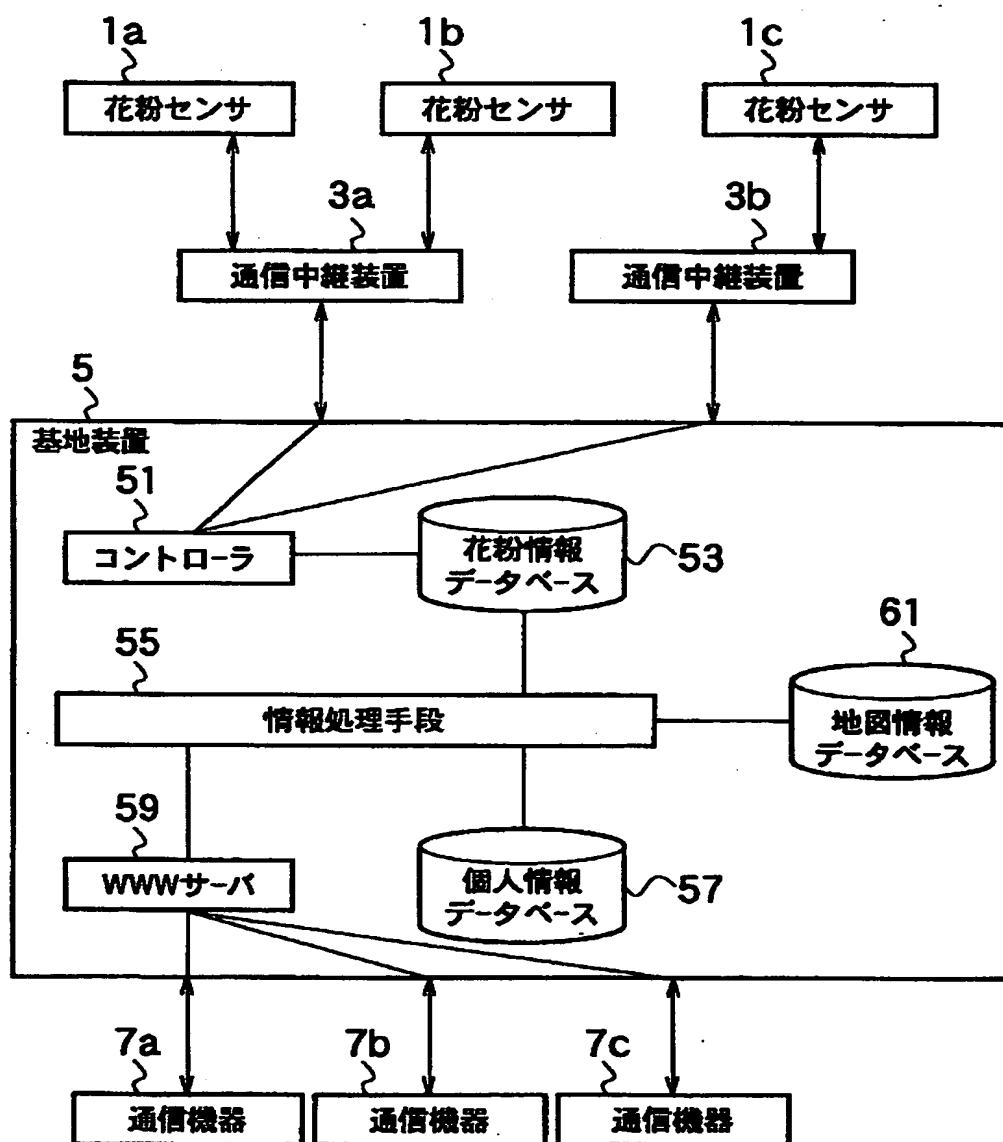 1a
1b
1c
花粉センサ
花粉センサ
花粉センサ
3a
3b
通信中継装置
通信中継装置
5
基地装置
51
コントローラ
花粉情報
データベース
53
55
情報処理手段
61
地図情報
データベース
59
WWWサーバ
個人情報
データベース
57
7a
7b
7c
通信機器
通信機器
通信機器